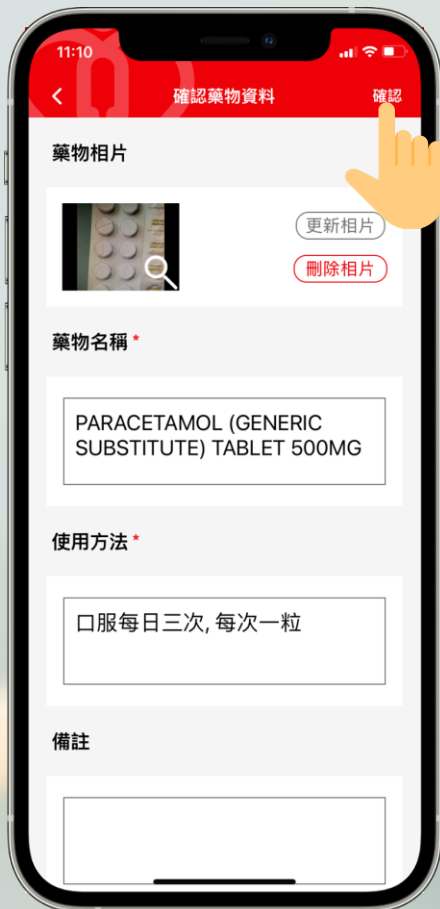 11:10
確認藥物資料
確認
藥物相片
更新相片
刪除相片
藥物名稱 *
PARACETAMOL (GENERIC
SUBSTITUTE) TABLET 500MG
使用方法 *
口服每日三次, 每次一粒
備註